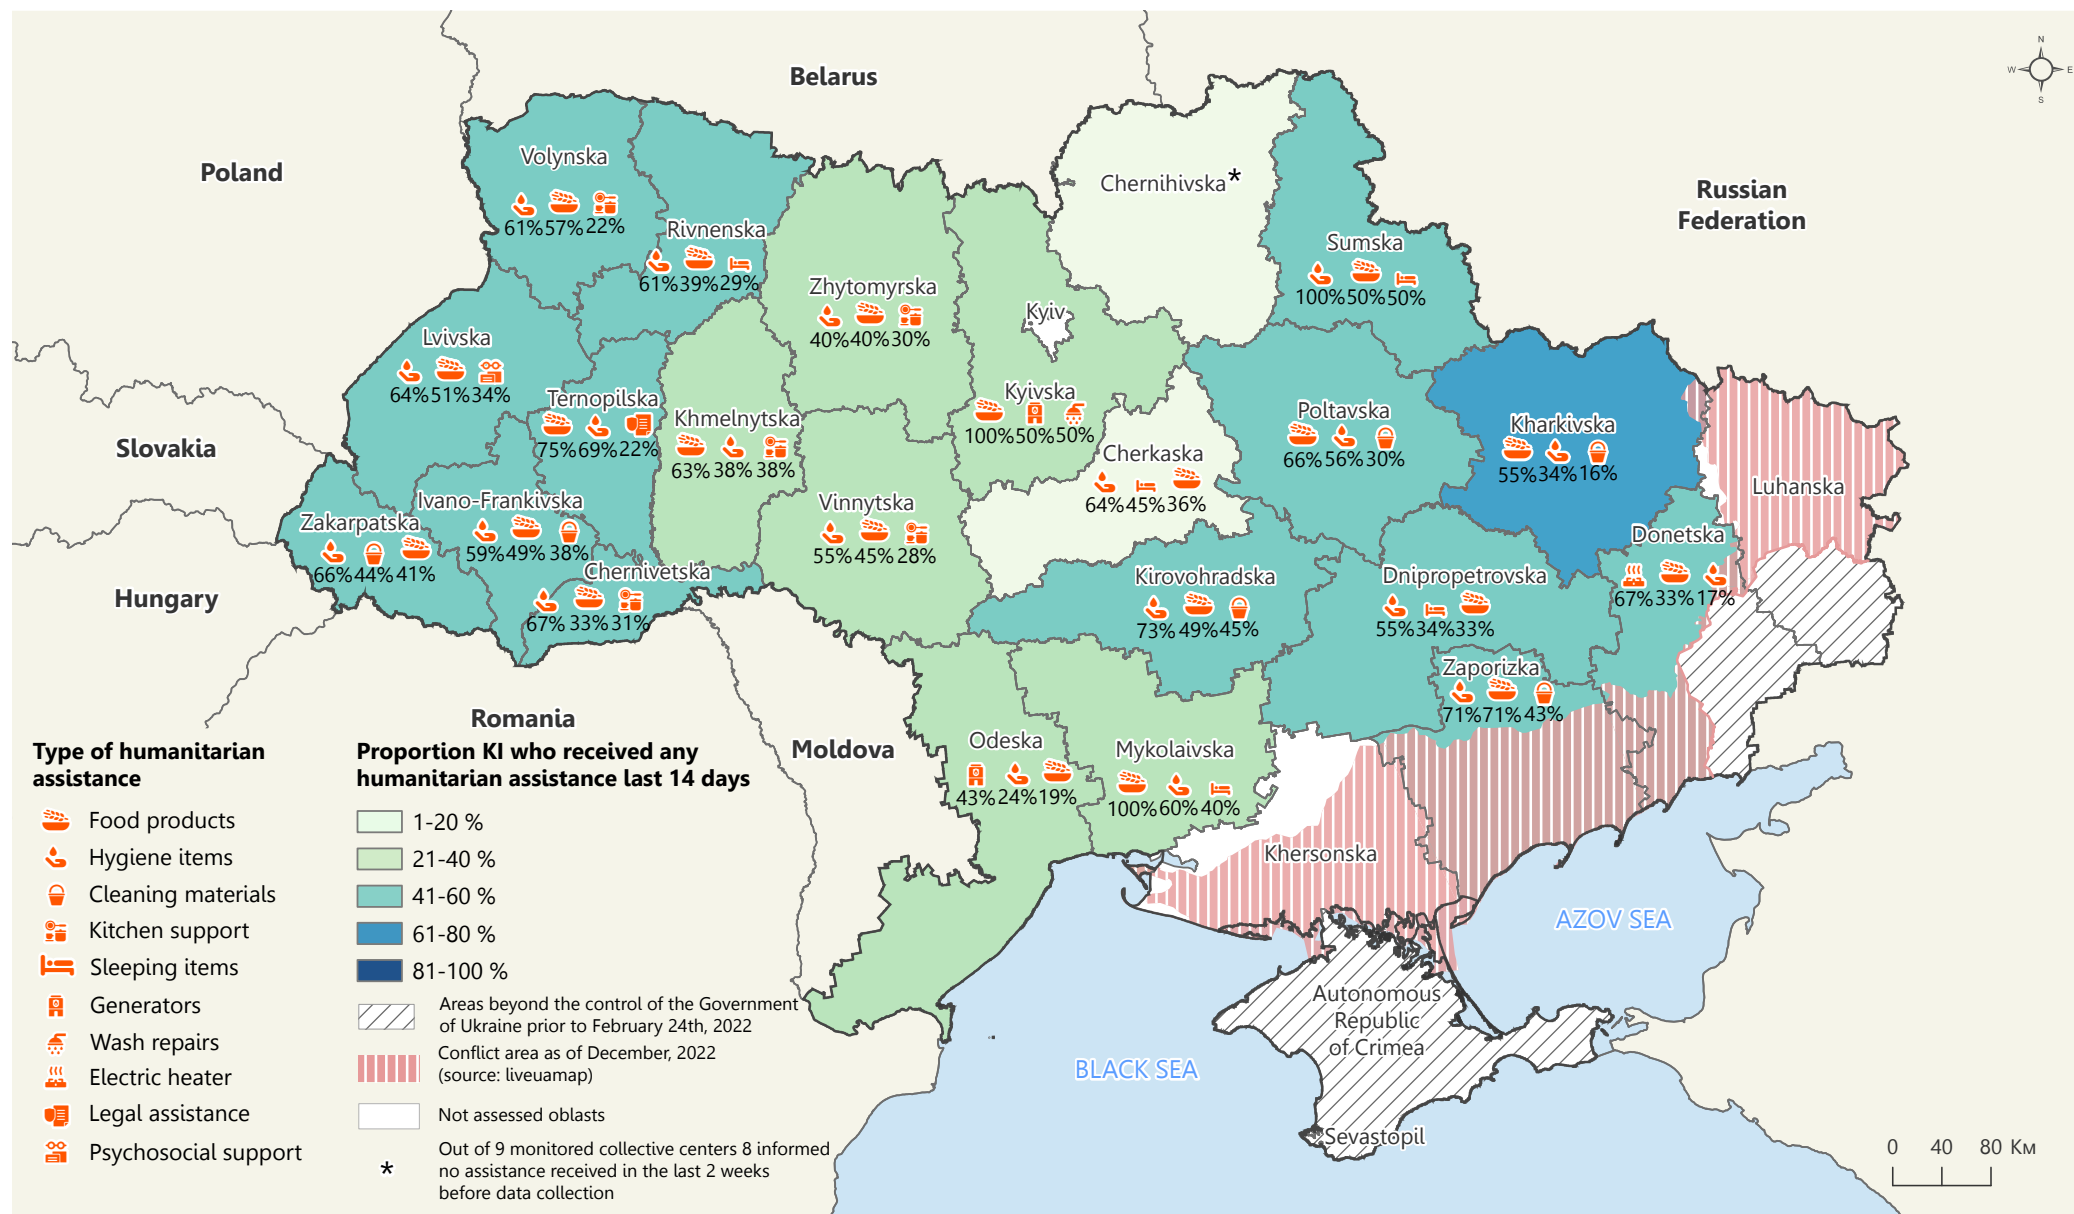 Belarus
Poland
Russian
Federation
Slovakia
Hungary
Romania
Moldova
N
W
E
S
Volynska
61% 57% 22%
Rivnenska
61% 39% 29%
Zhytomyrska
40% 40% 30%
Kyiv
Chernihivska*
Sumska
100% 50% 50%
Lvivska
64% 51% 34%
Ternopilska
75% 69% 22%
Khmelnytska
63% 38% 38%
Kyivska
100% 50% 50%
Cherkaska
64% 45% 36%
Poltavska
66% 56% 30%
Kharkivska
55% 34% 16%
Luhanska
Zakarpatska
66% 44% 41%
Ivano-Frankivska
59% 49% 38%
Chernivetska
67% 33% 31%
Vinnytska
55% 45% 28%
Kirovohradska
73% 49% 45%
Dnipropetrovska
55% 34% 33%
Donetska
67% 33% 17%
Zaporizka
71% 71% 43%
Odeska
43% 24% 19%
Mykolaivska
100% 60% 40%
Khersonska
AZOV SEA
BLACK SEA
Autonomous
Republic
of Crimea
Sevastopil
Type of humanitarian
assistance
Food products
Hygiene items
Cleaning materials
Kitchen support
Sleeping items
Generators
Wash repairs
Electric heater
Legal assistance
Psychosocial support
Proportion KI who received any
humanitarian assistance last 14 days
1-20 %
21-40 %
41-60 %
61-80 %
81-100 %
Areas beyond the control of the Government
of Ukraine prior to February 24th, 2022
Conflict area as of December, 2022
(source: liveuamap)
Not assessed oblasts
* Out of 9 monitored collective centers 8 informed
no assistance received in the last 2 weeks
before data collection
0 40 80 Км